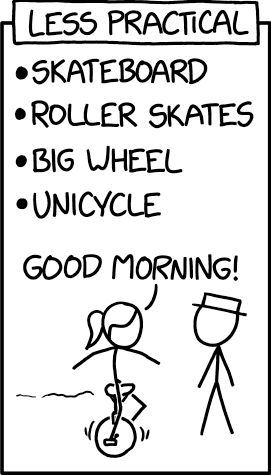 LESS PRACTICAL
•SKATEBOARD
•ROLLER SKATES
•BIG WHEEL
•UNICYCLE
GOOD MORNING!